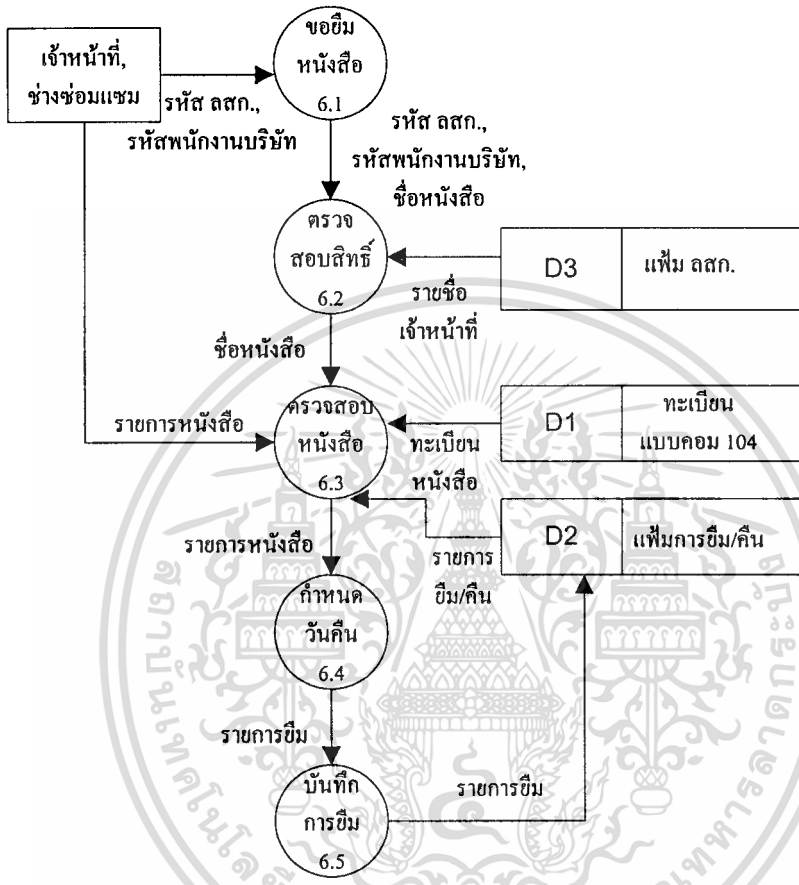 ขอยืม
หนังสือ
6.1
เจ้าหน้าที่,
ช่างซ่อมแซม
รหัส ลสก.,
รหัสพนักงานบริษัท
รหัส ลสก.,
รหัสพนักงานบริษัท,
ชื่อหนังสือ
ตรวจ
สอบสิทธิ์
6.2
D3
แฟ้ม ลสก.
รายชื่อ
เจ้าหน้าที่
ชื่อหนังสือ
ตรวจสอบ
หนังสือ
6.3
รายการหนังสือ
ทะเบียน
หนังสือ
D1
ทะเบียน
แบบคอม 104
D2
แฟ้มการยืม/คืน
รายการ
ยืม/คืน
รายการหนังสือ
กำหนด
วันคืน
6.4
รายการยืม
บันทึก
การยืม
6.5
รายการยืม